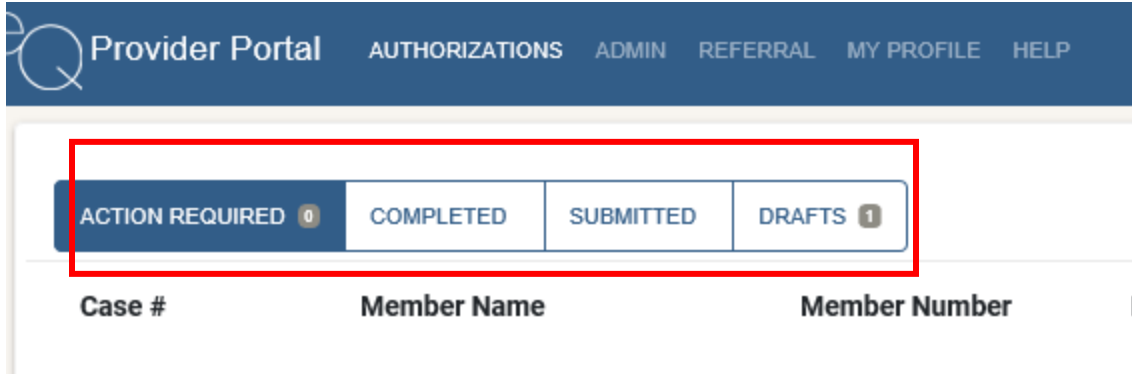 eQ Provider Portal AUTHORIZATIONS ADMIN REFERRAL MY PROFILE HELP
ACTION REQUIRED 0 COMPLETED SUBMITTED DRAFTS 1
Case # Member Name Member Number